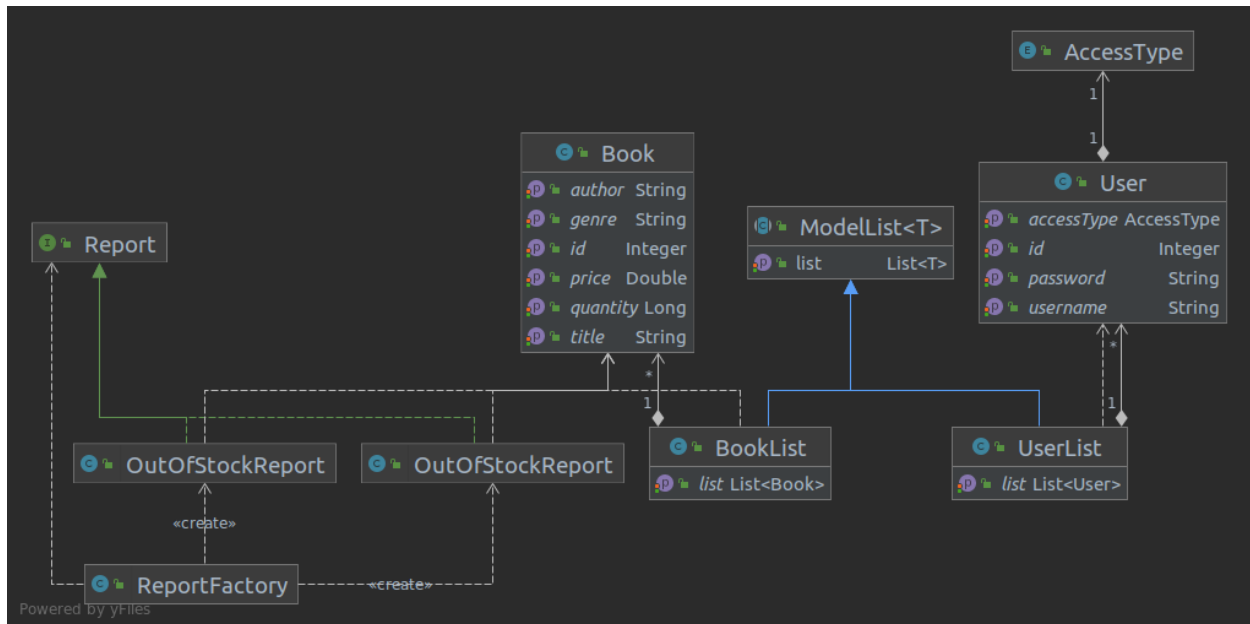 AccessType
1
1
Book
author String
genre String
id Integer
price Double
quantity Long
title String
User
accessType AccessType
id Integer
password String
username String
ModelList<T>
list List<T>
Report
*
1
*
1
OutOfStockReport
OutOfStockReport
BookList
list List<Book>
UserList
list List<User>
«create»
«create»
ReportFactory
Powered by yFiles